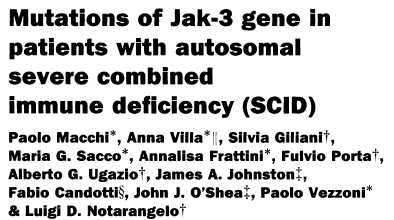 Mutations of Jak-3 gene in
patients with autosomal
severe combined
immune deficiency (SCID)
Paolo Macchi*, Anna Villa*||, Silvia Giliani†,
Maria G. Sacco*, Annalisa Frattini*, Fulvio Porta†,
Alberto G. Ugazio†, James A. Johnston‡,
Fabio Candotti§, John J. O'Shea‡, Paolo Vezzoni*
& Luigi D. Notarangelo†